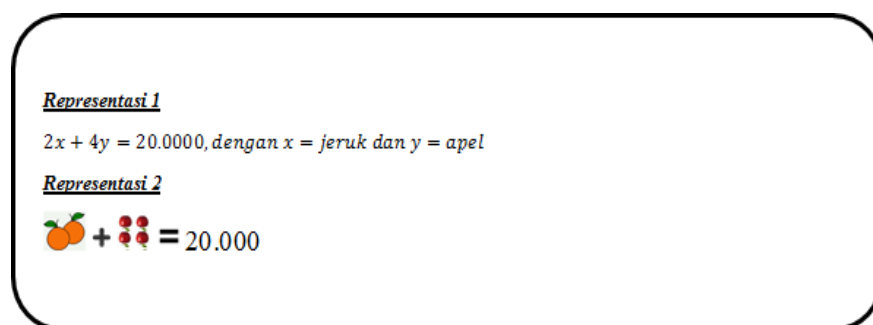 Representasi 1
2x + 4y = 20.0000, dengan x = jeruk dan y = apel
Representasi 2
+ = 20.000